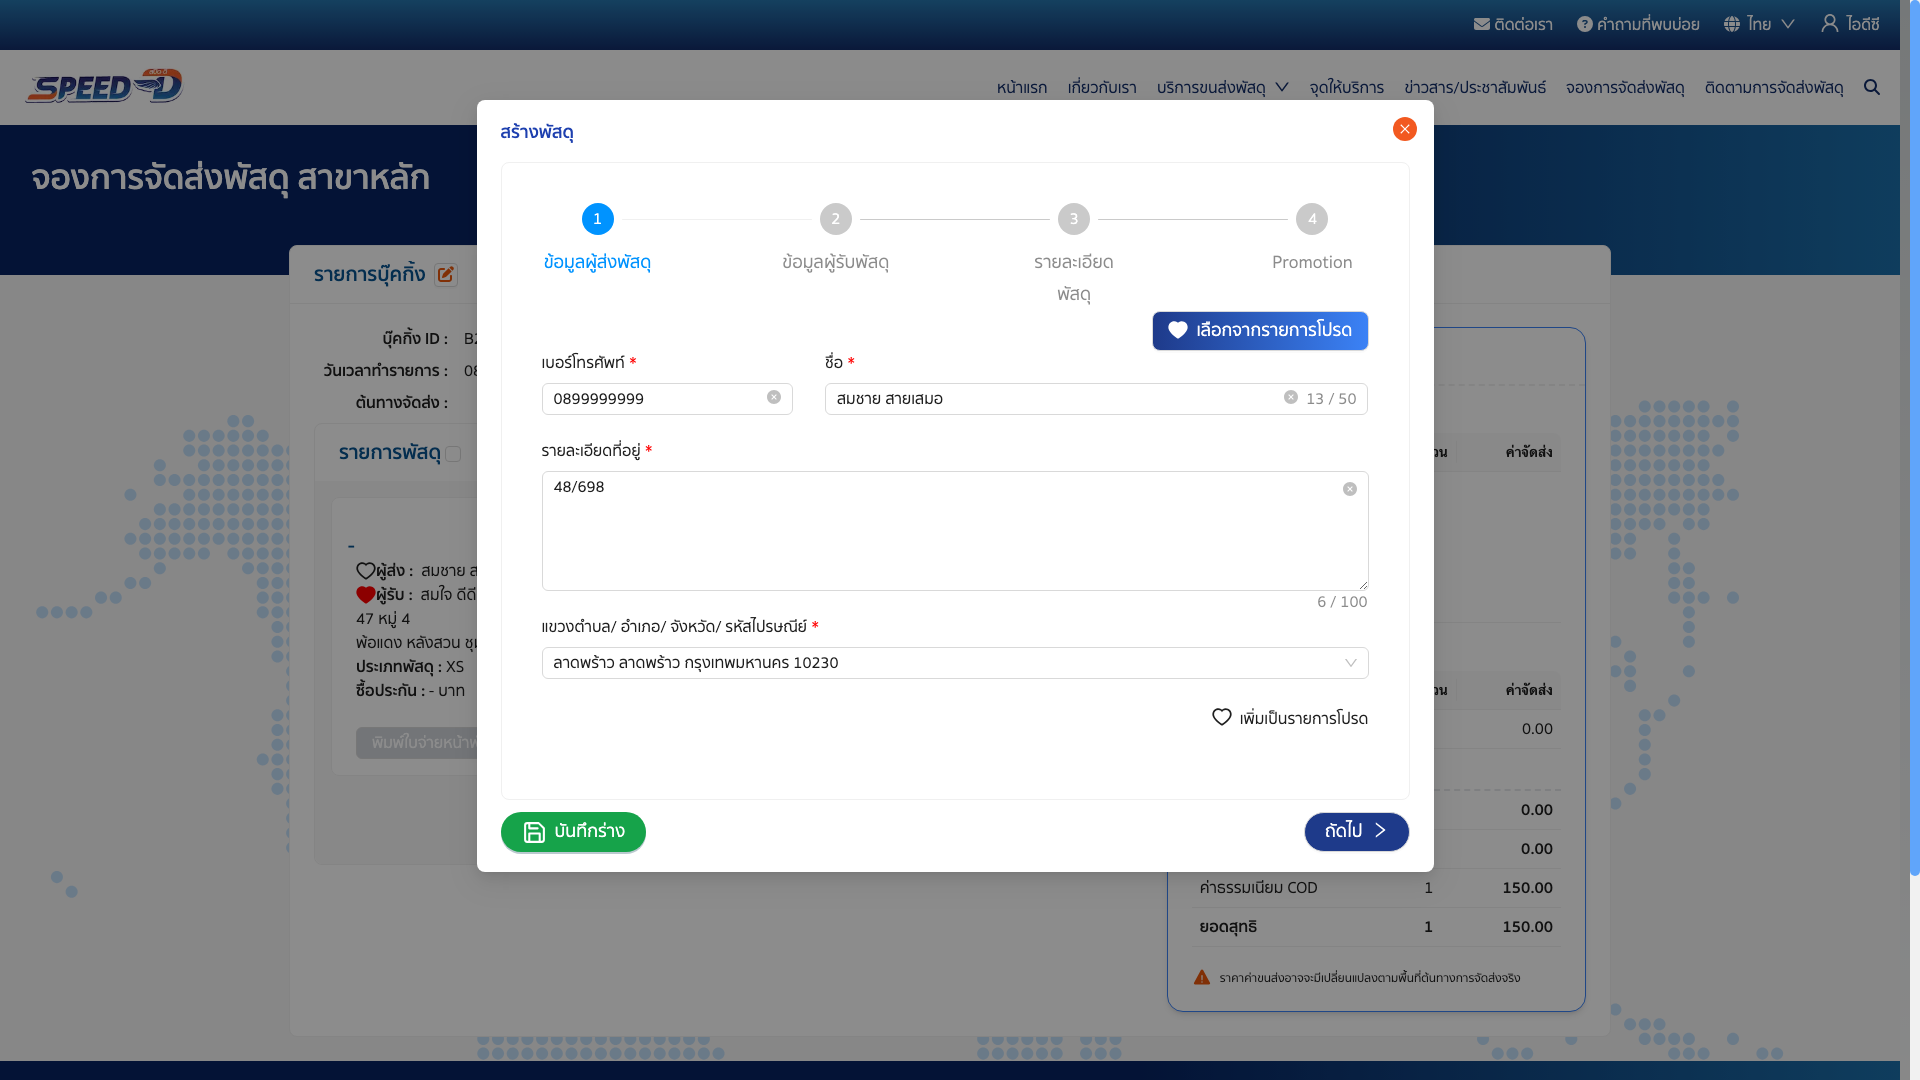 ติดต่อเรา คำถามที่พบบ่อย ไทย ไอดีซี
SPEED D
หน้าแรก เกี่ยวกับเรา บริการขนส่งพัสดุ จุดให้บริการ ข่าวสาร/ประชาสัมพันธ์ จองการจัดส่งพัสดุ ติดตามการจัดส่งพัสดุ
สร้างพัสดุ
จองการจัดส่งพัสดุ สาขาหลัก
1 2 3 4
ข้อมูลผู้ส่งพัสดุ ข้อมูลผู้รับพัสดุ รายละเอียด Promotion
พัสดุ
รายการบุ๊คกิ้ง
เลือกจากรายการโปรด
บุ๊คกิ้ง ID :
วันเวลาทำรายการ :
ต้นทางจัดส่ง :
เบอร์โทรศัพท์ * ชื่อ *
0899999999 สมชาย สายเสมอ 13 / 50
รายการพัสดุ
รายละเอียดที่อยู่ *
ค่าจัดส่ง
48/698
-
ผู้ส่ง : สมชาย
ผู้รับ : สมใจ ดีดี
47 หมู่ 4
6 / 100
พ้อแดง หลังสวน
แขวงตำบล/ อำเภอ/ จังหวัด/ รหัสไปรษณีย์ *
ประเภทพัสดุ : XS
ลาดพร้าว ลาดพร้าว กรุงเทพมหานคร 10230
ซื้อประกัน : - บาท
ค่าจัดส่ง
เพิ่มเป็นรายการโปรด
0.00
0.00
บันทึกร่าง ถัดไป
0.00
ค่าธรรมเนียม COD 1 150.00
ยอดสุทธิ 1 150.00
ราคาค่าขนส่งอาจจะมีเปลี่ยนแปลงตามพื้นที่ต้นทางการจัดส่งจริง